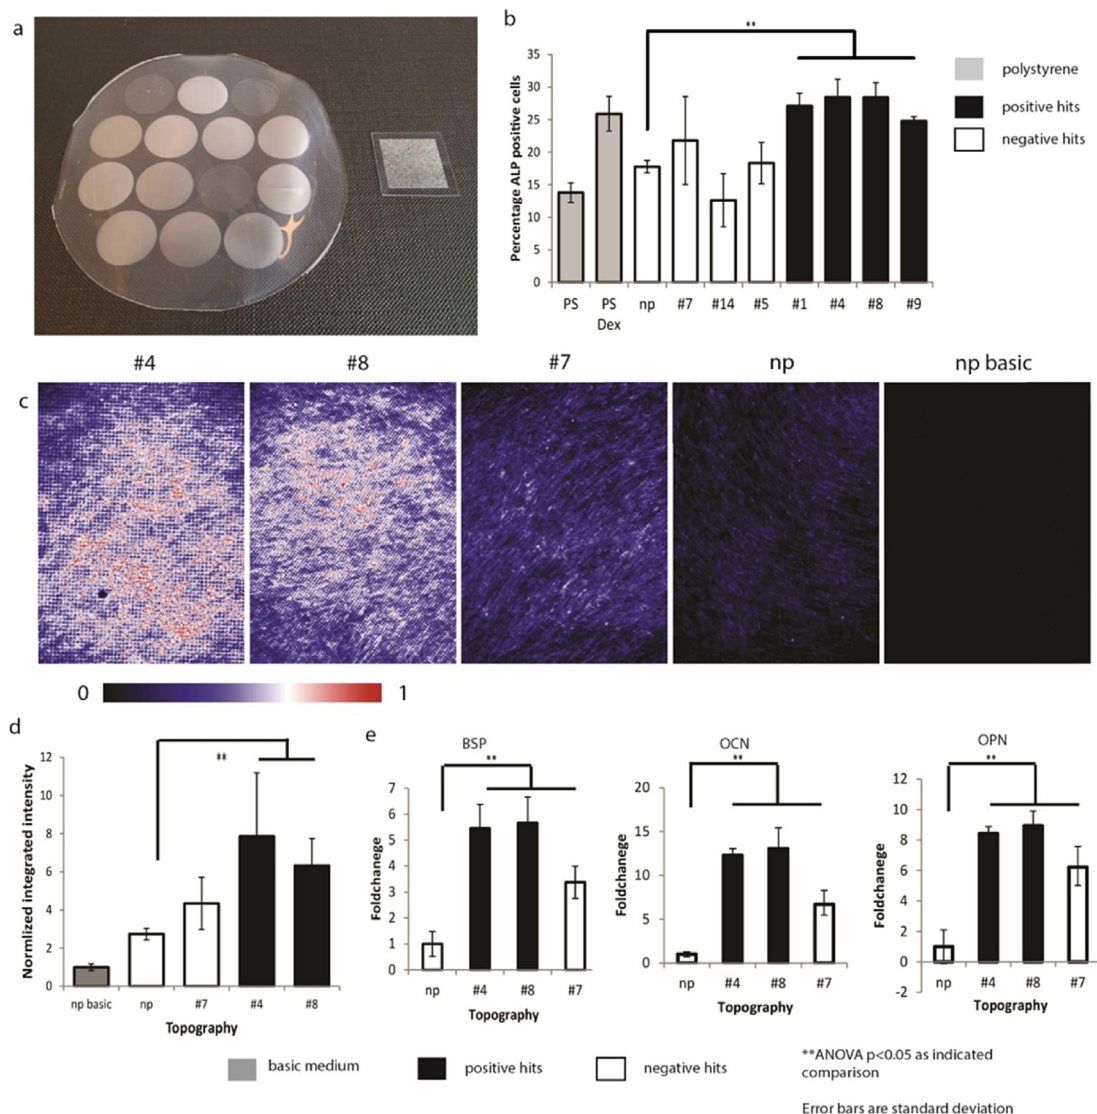 a
b
**
35
30
25
20
15
10
5
0
Percentage ALP positive cells
PS
PS
Dex
np
#7
#14
#5
#1
#4
#8
#9
polystyrene
positive hits
negative hits
#4
#8
#7
np
np basic
c
0
1
d
**
12
10
8
6
4
2
0
Normlized integrated intensity
np basic
np
#7
#4
#8
Topography
e
BSP
**
7
6
5
4
3
2
1
0
Foldchanege
np
#4
#8
#7
Topography
OCN
**
20
15
10
5
0
Foldchanege
np
#4
#8
#7
Topography
OPN
**
12
10
8
6
4
2
0
-2
Foldchanege
np
#4
#8
#7
Topography
basic medium
positive hits
negative hits
**ANOVA p<0.05 as indicated
comparison
Error bars are standard deviation